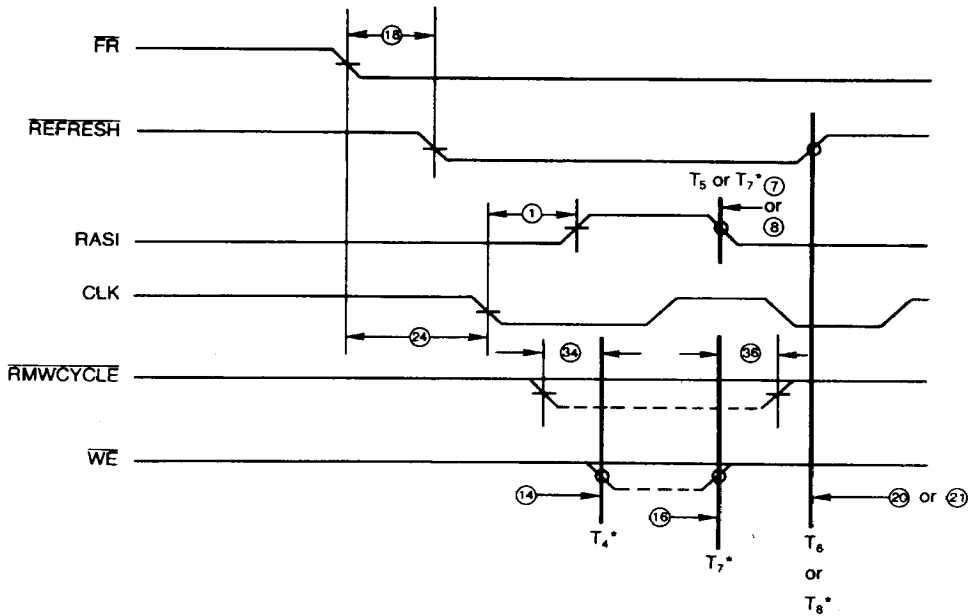 FR
18
REFRESH
T5 or T7* 7
or
8
1
RASI
CLK
24
34
36
RMWCYCLE
WE
14
20 or 21
16
T4*
T7*
T6
or
T8*